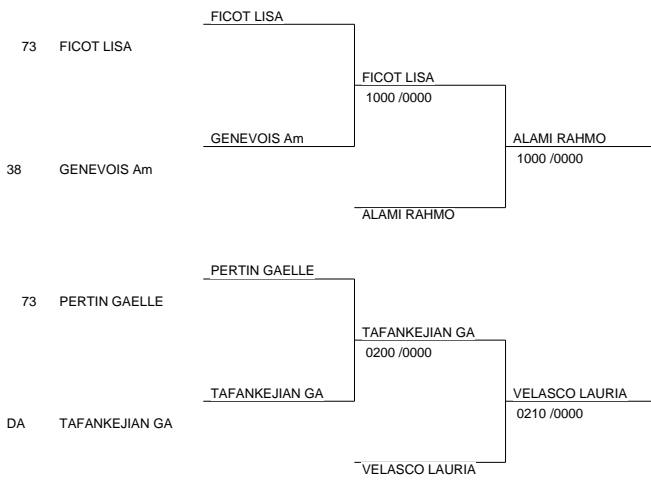 FICOT LISA
73 FICOT LISA
FICOT LISA
1000 /0000
GENEVOIS Am
ALAMI RAHMO
1000 /0000
38 GENEVOIS Am
ALAMI RAHMO
PERTIN GAELLE
73 PERTIN GAELLE
TAFANKEJIAN GA
0200 /0000
TAFANKEJIAN GA
VELASCO LAURIA
0210 /0000
DA TAFANKEJIAN GA
VELASCO LAURIA